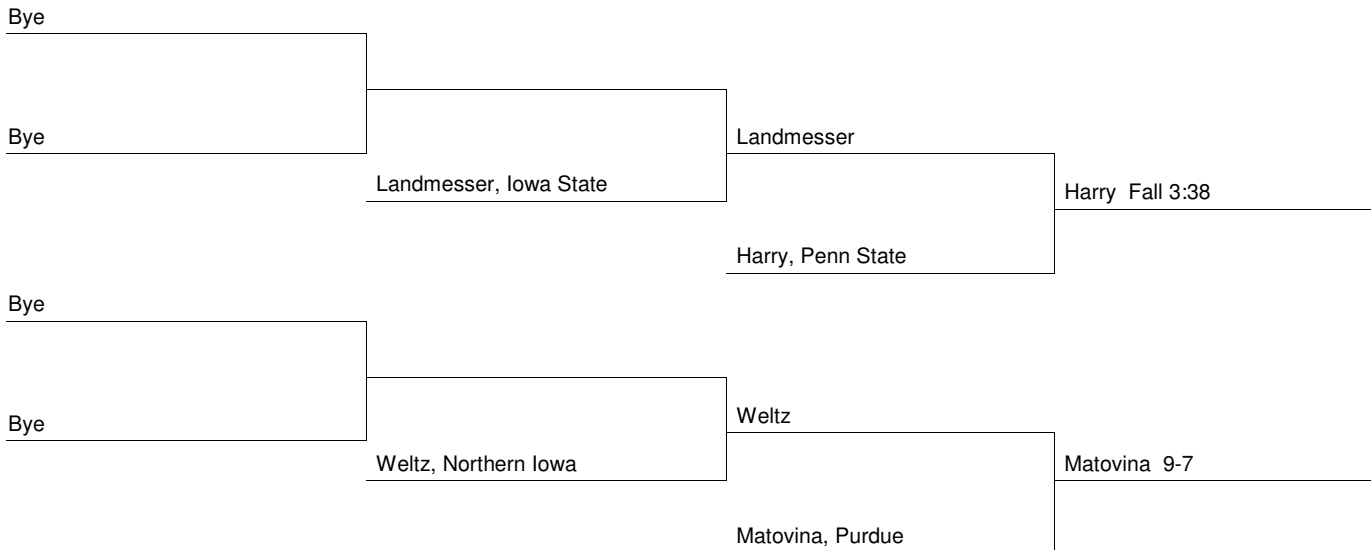 Bye
Bye
Landmesser
Landmesser, Iowa State
Harry  Fall 3:38
Harry, Penn State
Bye
Bye
Weltz
Weltz, Northern Iowa
Matovina  9-7
Matovina, Purdue